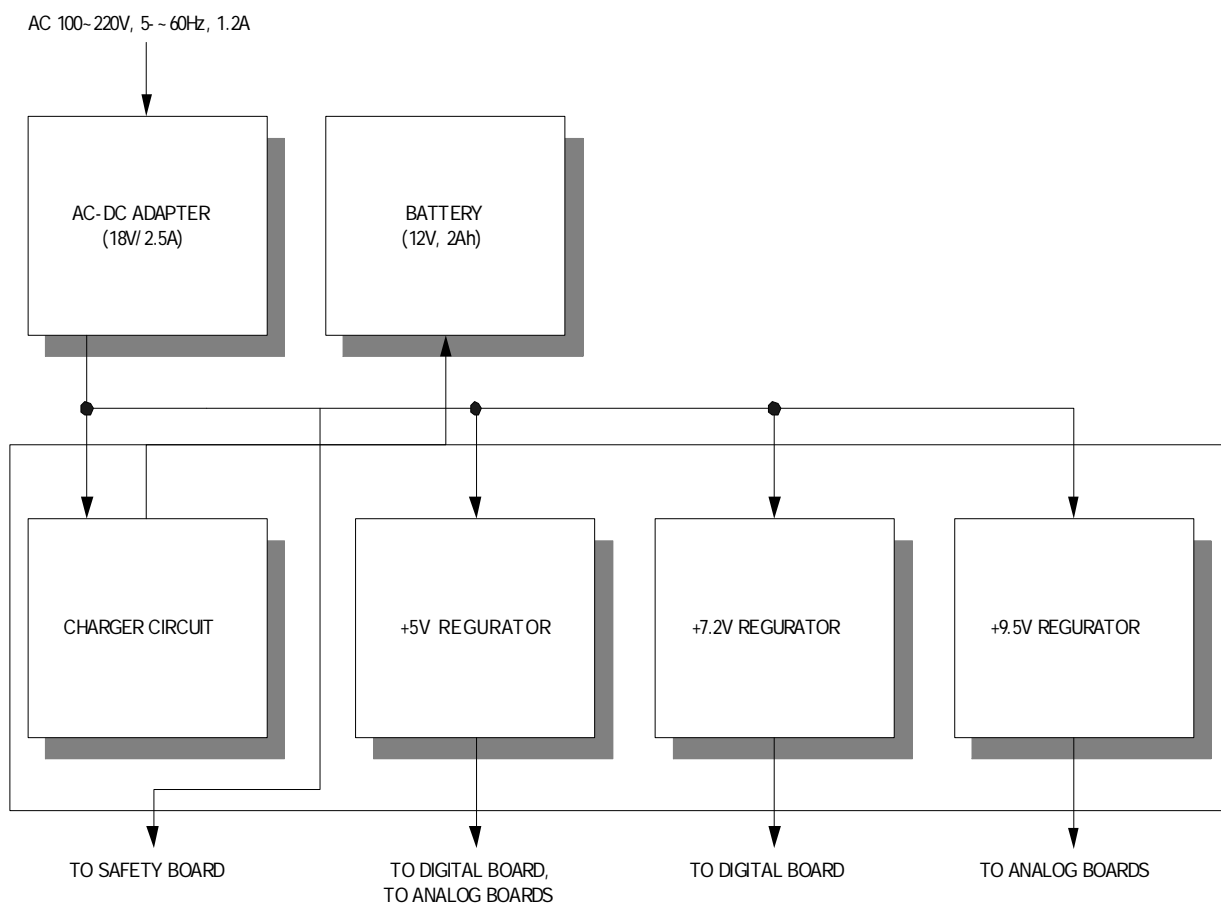 AC 100~220V, 5-~60Hz, 1.2A
AC-DC ADAPTER
(18V/2.5A)
BATTERY
(12V, 2Ah)
CHARGER CIRCUIT
+5V REGURATOR
+7.2V REGURATOR
+9.5V REGURATOR
TO SAFETY BOARD
TO DIGITAL BOARD,
TO ANALOG BOARDS
TO DIGITAL BOARD
TO ANALOG BOARDS